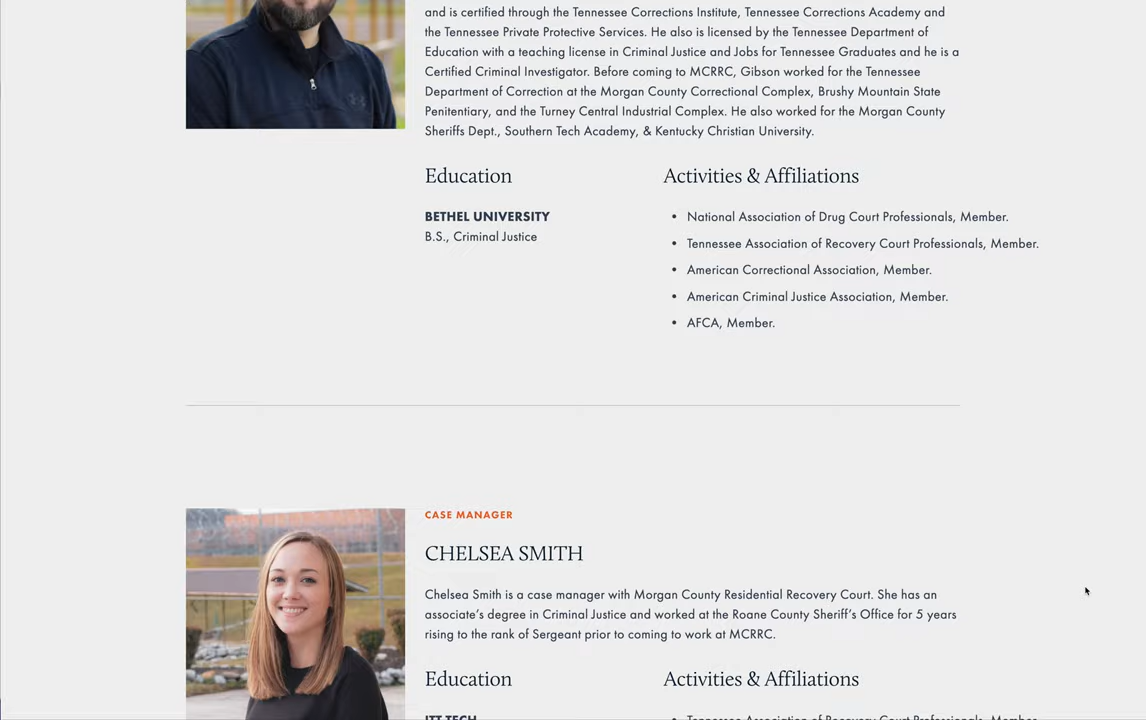 and is certified through the Tennessee Corrections Institute, Tennessee Corrections Academy and
the Tennessee Private Protective Services. He also is licensed by the Tennessee Department of
Education with a teaching license in Criminal Justice and Jobs for Tennessee Graduates and he is a
Certified Criminal Investigator. Before coming to MCRRC, Gibson worked for the Tennessee
Department of Correction at the Morgan County Correctional Complex, Brushy Mountain State
Penitentiary, and the Turney Central Industrial Complex. He also worked for the Morgan County
Sheriffs Dept., Southern Tech Academy, & Kentucky Christian University.
Education
BETHEL UNIVERSITY
B.S., Criminal Justice
Activities & Affiliations
• National Association of Drug Court Professionals, Member.
• Tennessee Association of Recovery Court Professionals, Member.
• American Correctional Association, Member.
• American Criminal Justice Association, Member.
• AFCA, Member.
CASE MANAGER
CHELSEA SMITH
Chelsea Smith is a case manager with Morgan County Residential Recovery Court. She has an
associate's degree in Criminal Justice and worked at the Roane County Sheriff's Office for 5 years
rising to the rank of Sergeant prior to coming to work at MCRRC.
Education
ITT TECH
Activities & Affiliations
• Tennessee Association of Recovery Court Professionals, Member.